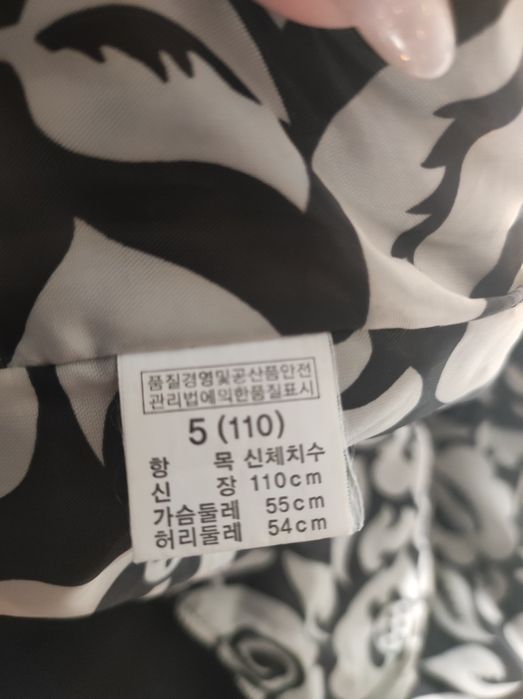 품질경영및공산품안전
관리법에의한품질표시
5 (110)
항 목 신체치수
신 장 110cm
가슴둘레 55cm
허리둘레 54cm